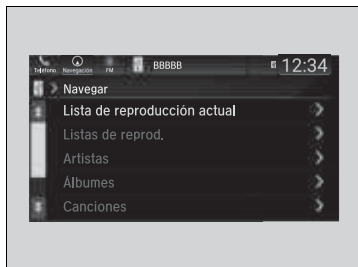 Teléfono Navegación FM BBBBB 12:34
Navegar
Lista de reproducción actual
Listas de reprod.
Artistas
Álbumes
Canciones